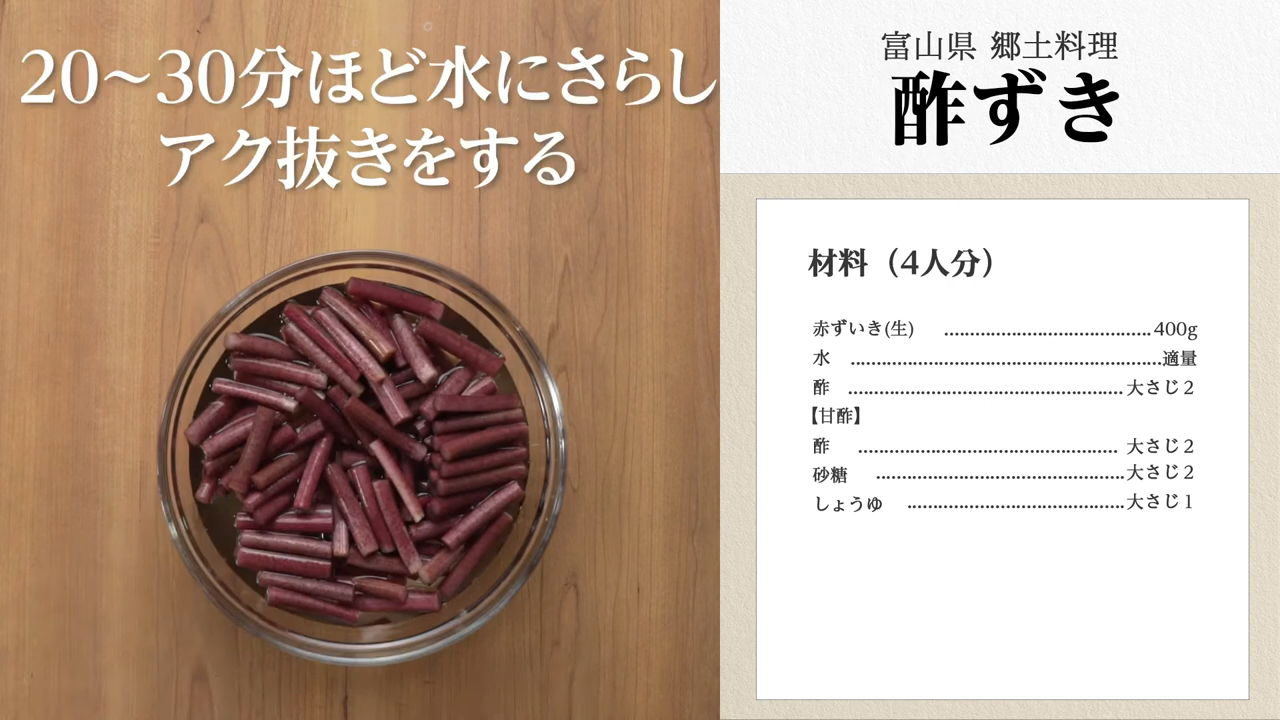 20〜30分ほど水にさらし
アク抜きをする
富山県 郷土料理
酢ずき
材料（4人分）
赤ずいき(生) ........................................ 400g
水 ............................................................ 適量
酢 ...................................................... 大さじ２
【甘酢】
酢 .................................................. 大さじ２
砂糖 ................................................ 大さじ２
しょうゆ .......................................... 大さじ１